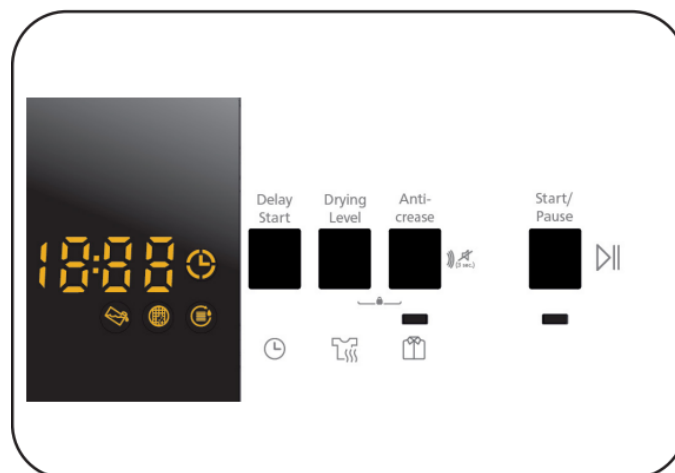 Delay
Start
Drying
Level
Anti-
crease
Start/
Pause
18:88
(3 sec.)